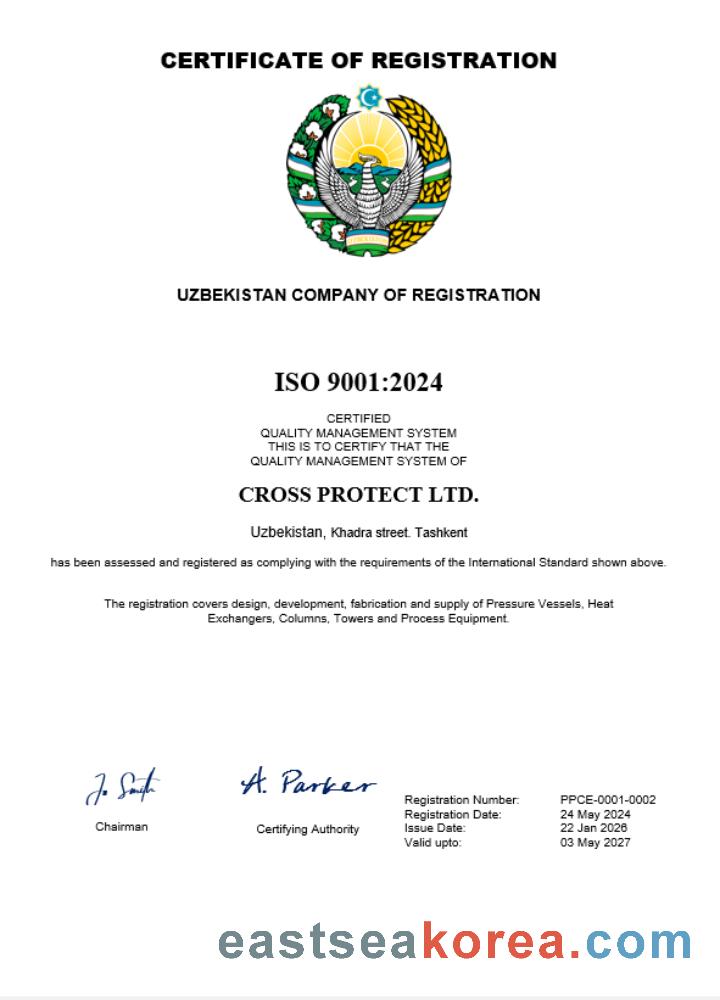 CERTIFICATE OF REGISTRATION
UZBEKISTAN COMPANY OF REGISTRATION
ISO 9001:2024
CERTIFIED
QUALITY MANAGEMENT SYSTEM
THIS IS TO CERTIFY THAT THE
QUALITY MANAGEMENT SYSTEM OF
CROSS PROTECT LTD.
Uzbekistan, Khadra street. Tashkent
has been assessed and registered as complying with the requirements of the International Standard shown above.
The registration covers design, development, fabrication and supply of Pressure Vessels, Heat
Exchangers, Columns, Towers and Process Equipment.
J. Smith
A. Parker
Chairman
Certifying Authority
Registration Number: PPCE-0001-0002
Registration Date: 24 May 2024
Issue Date: 22 Jan 2026
Valid upto: 03 May 2027
eastseakorea.com